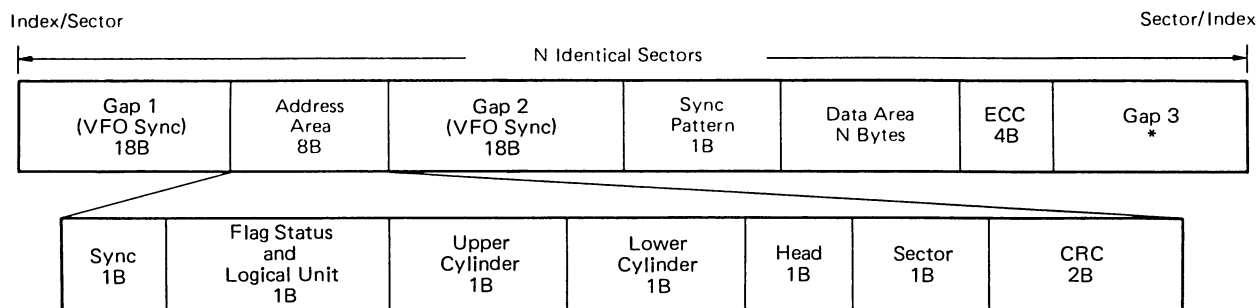 Index/Sector
Sector/Index
N Identical Sectors
Gap 1
(VFO Sync)
18B
Address
Area
8B
Gap 2
(VFO Sync)
18B
Sync
Pattern
1B
Data Area
N Bytes
ECC
4B
Gap 3
*
Sync
1B
Flag Status
and
Logical Unit
1B
Upper
Cylinder
1B
Lower
Cylinder
1B
Head
1B
Sector
1B
CRC
2B